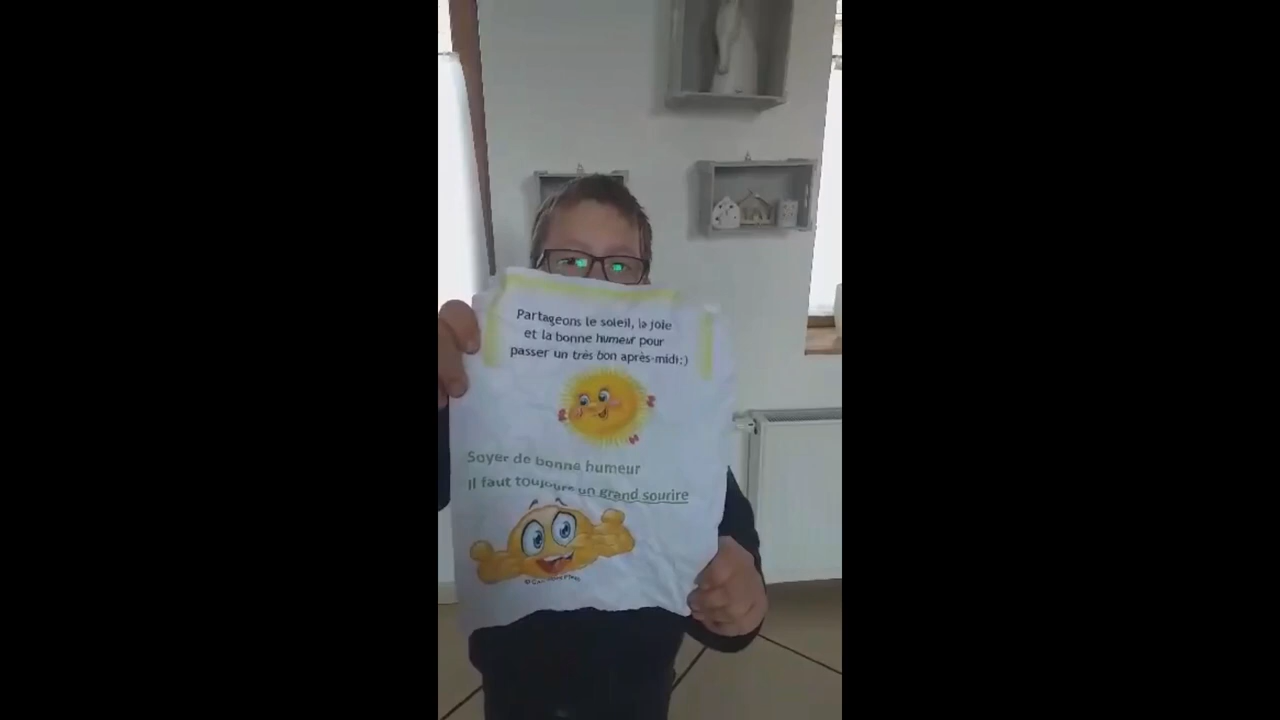 Partageons le soleil, la joie
et la bonne humeur pour
passer un très bon après-midi:)
Soyer de bonne humeur
Il faut toujours un grand sourire